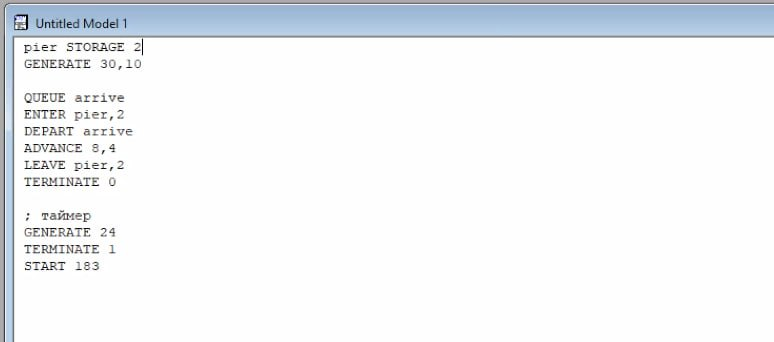 Untitled Model 1
pier STORAGE 2
GENERATE 30,10
QUEUE arrive
ENTER pier,2
DEPART arrive
ADVANCE 8,4
LEAVE pier,2
TERMINATE 0
; таймер
GENERATE 24
TERMINATE 1
START 183